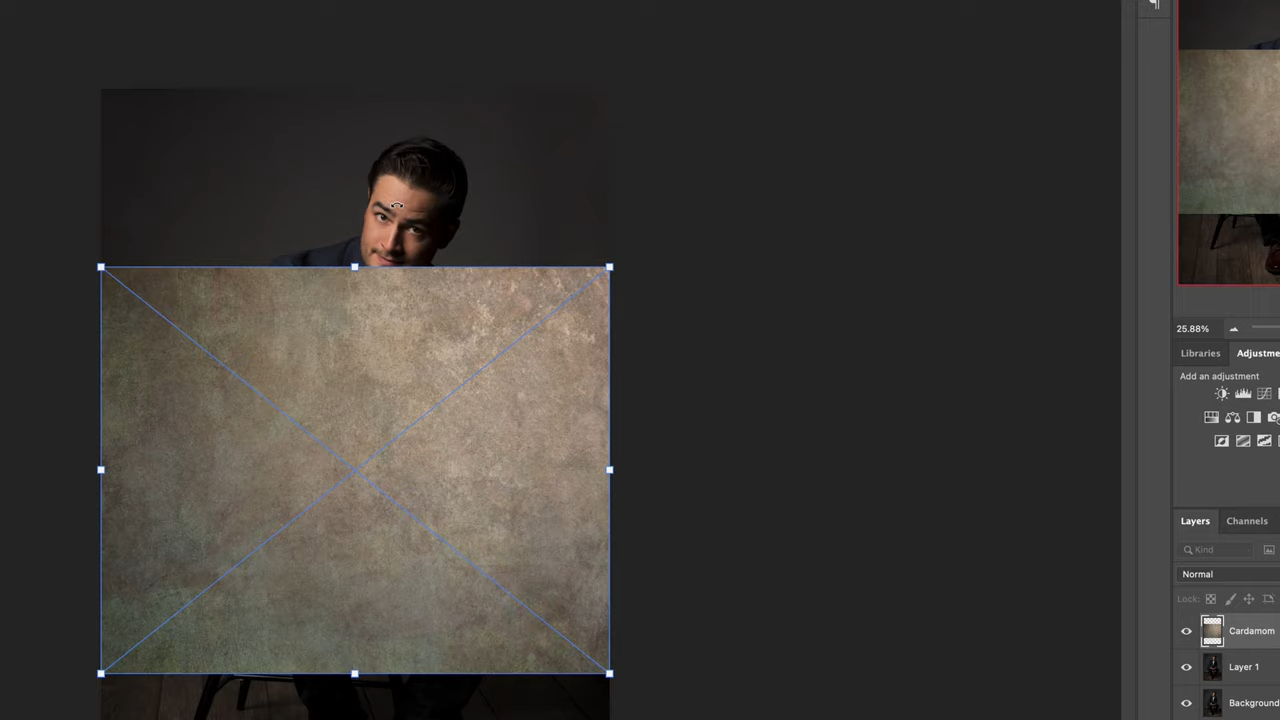 25.88%
Libraries
Adjustme
Add an adjustment
Layers
Channels
Kind
Normal
Lock:
Cardamom
Layer 1
Background